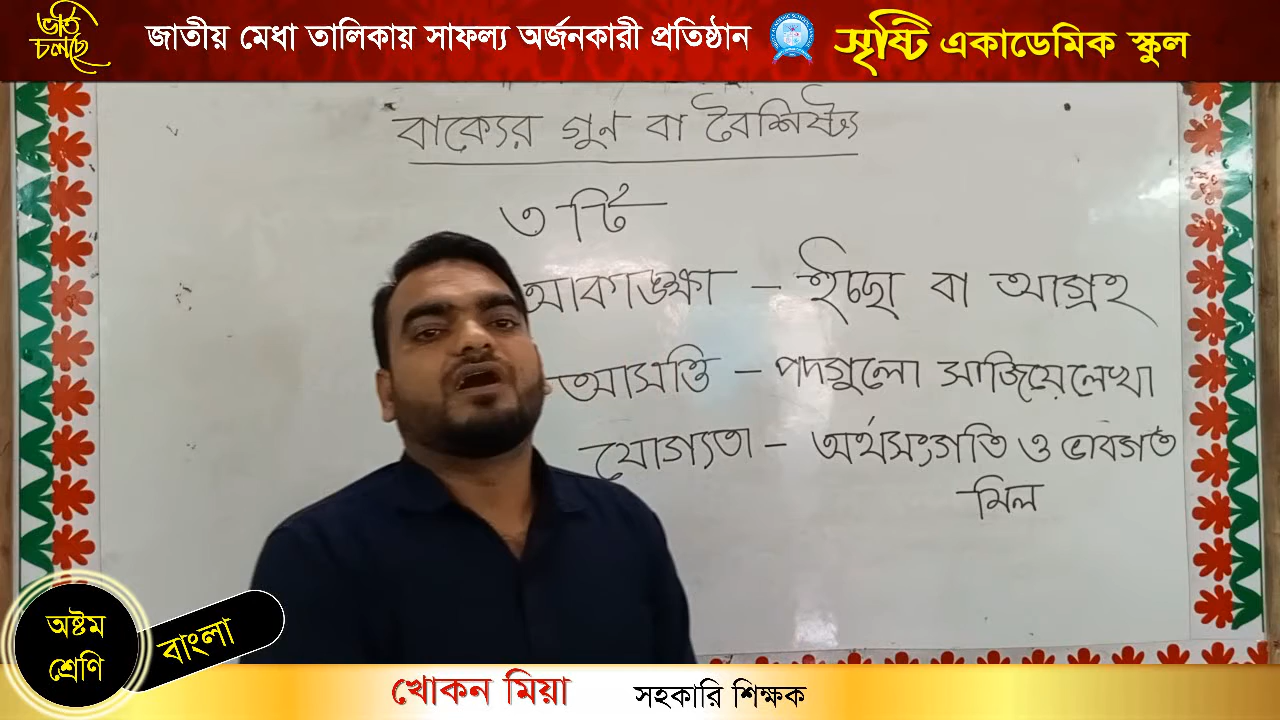 ভর্তি
চলছে
জাতীয় মেধা তালিকায় সাফল্য অর্জনকারী প্রতিষ্ঠান
সৃষ্টি একাডেমিক স্কুল
বাক্যের গুন বা বৈশিষ্ট্য
৩ টি
আকাঙ্ক্ষা – ইচ্ছা বা আগ্রহ
আসত্তি – পদগুলো সাজিয়ে লেখা
যোগ্যতা – অর্থসংগতি ও ভাবগত
মিল
অষ্টম
শ্রেণি
বাংলা
খোকন মিয়া
সহকারি শিক্ষক